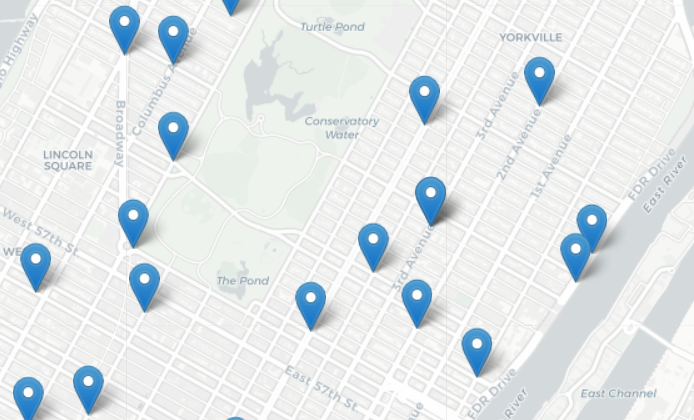 Turtle Pond
YORKVILLE
Columbus A
3rd Avenue
Broadway
Conservatory
Water
2nd Avenue
1st Avenue
LINCOLN
SQUARE
FDR Drive
East River
West 57th St.
WE
3rd Avenue
The Pond
East 57th St.
FDR Drive
River
East Channel
ue
o Highway